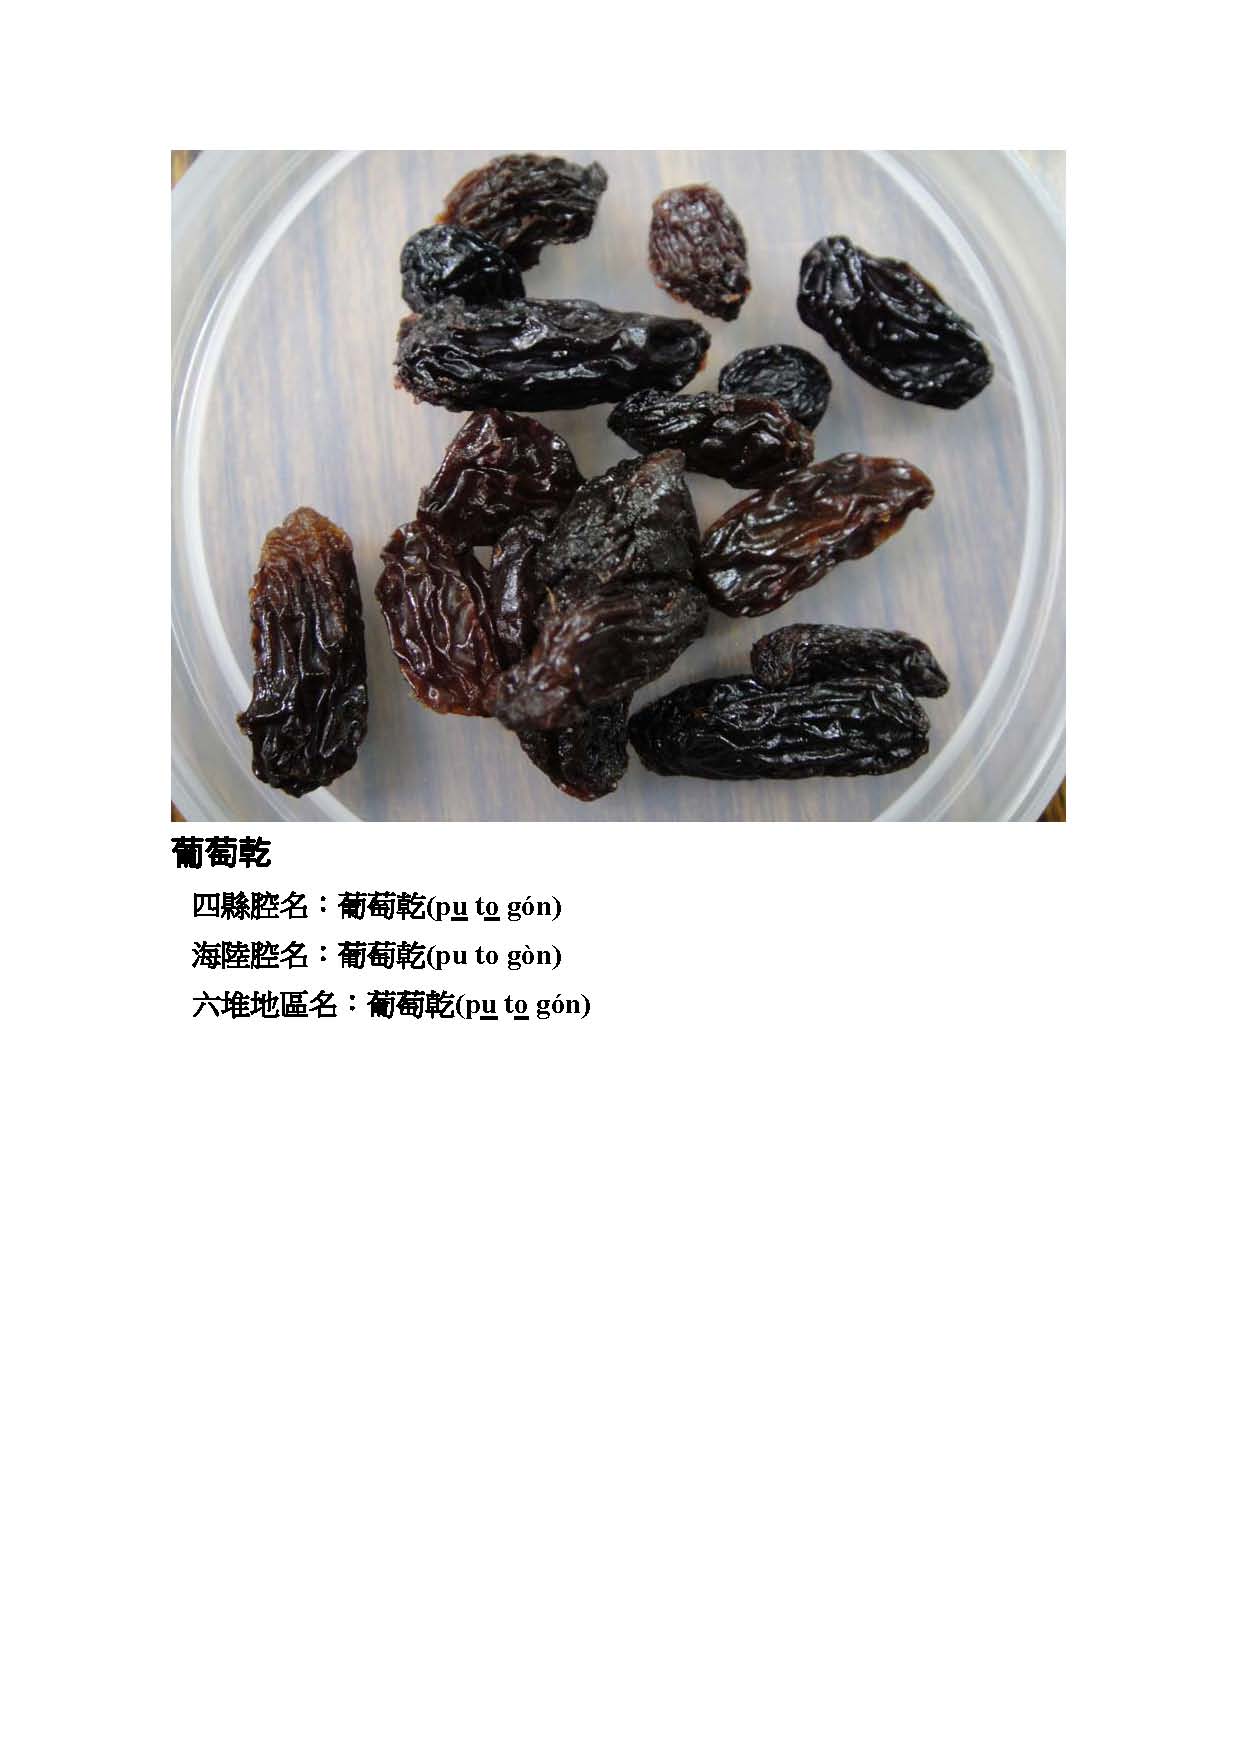 葡萄乾
四縣腔名：葡萄乾(pu to gón)
海陸腔名：葡萄乾(pu to gòn)
六堆地區名：葡萄乾(pu to gón)